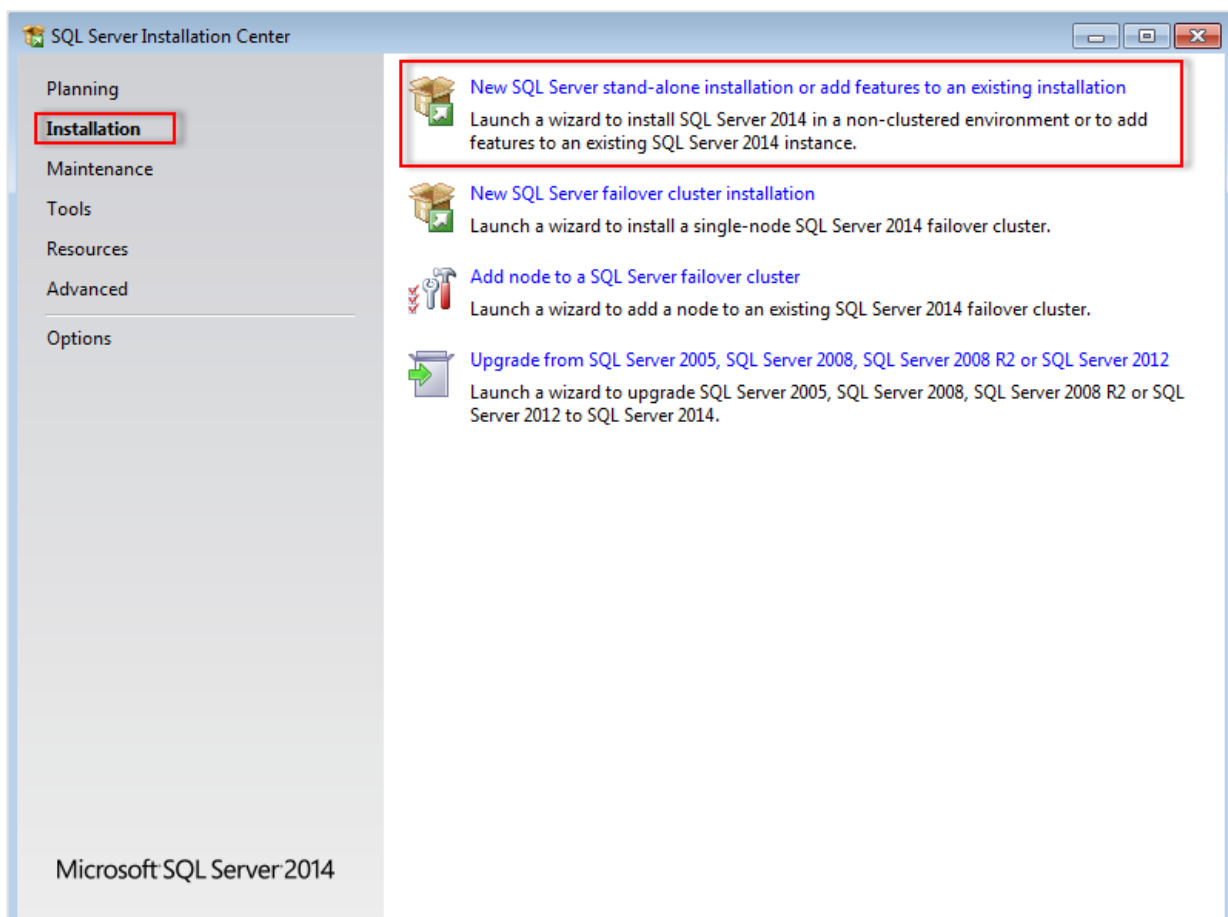 SQL Server Installation Center
Planning
Installation
Maintenance
Tools
Resources
Advanced
Options
Microsoft SQL Server 2014
New SQL Server stand-alone installation or add features to an existing installation
Launch a wizard to install SQL Server 2014 in a non-clustered environment or to add
features to an existing SQL Server 2014 instance.
New SQL Server failover cluster installation
Launch a wizard to install a single-node SQL Server 2014 failover cluster.
Add node to a SQL Server failover cluster
Launch a wizard to add a node to an existing SQL Server 2014 failover cluster.
Upgrade from SQL Server 2005, SQL Server 2008, SQL Server 2008 R2 or SQL Server 2012
Launch a wizard to upgrade SQL Server 2005, SQL Server 2008, SQL Server 2008 R2 or SQL
Server 2012 to SQL Server 2014.